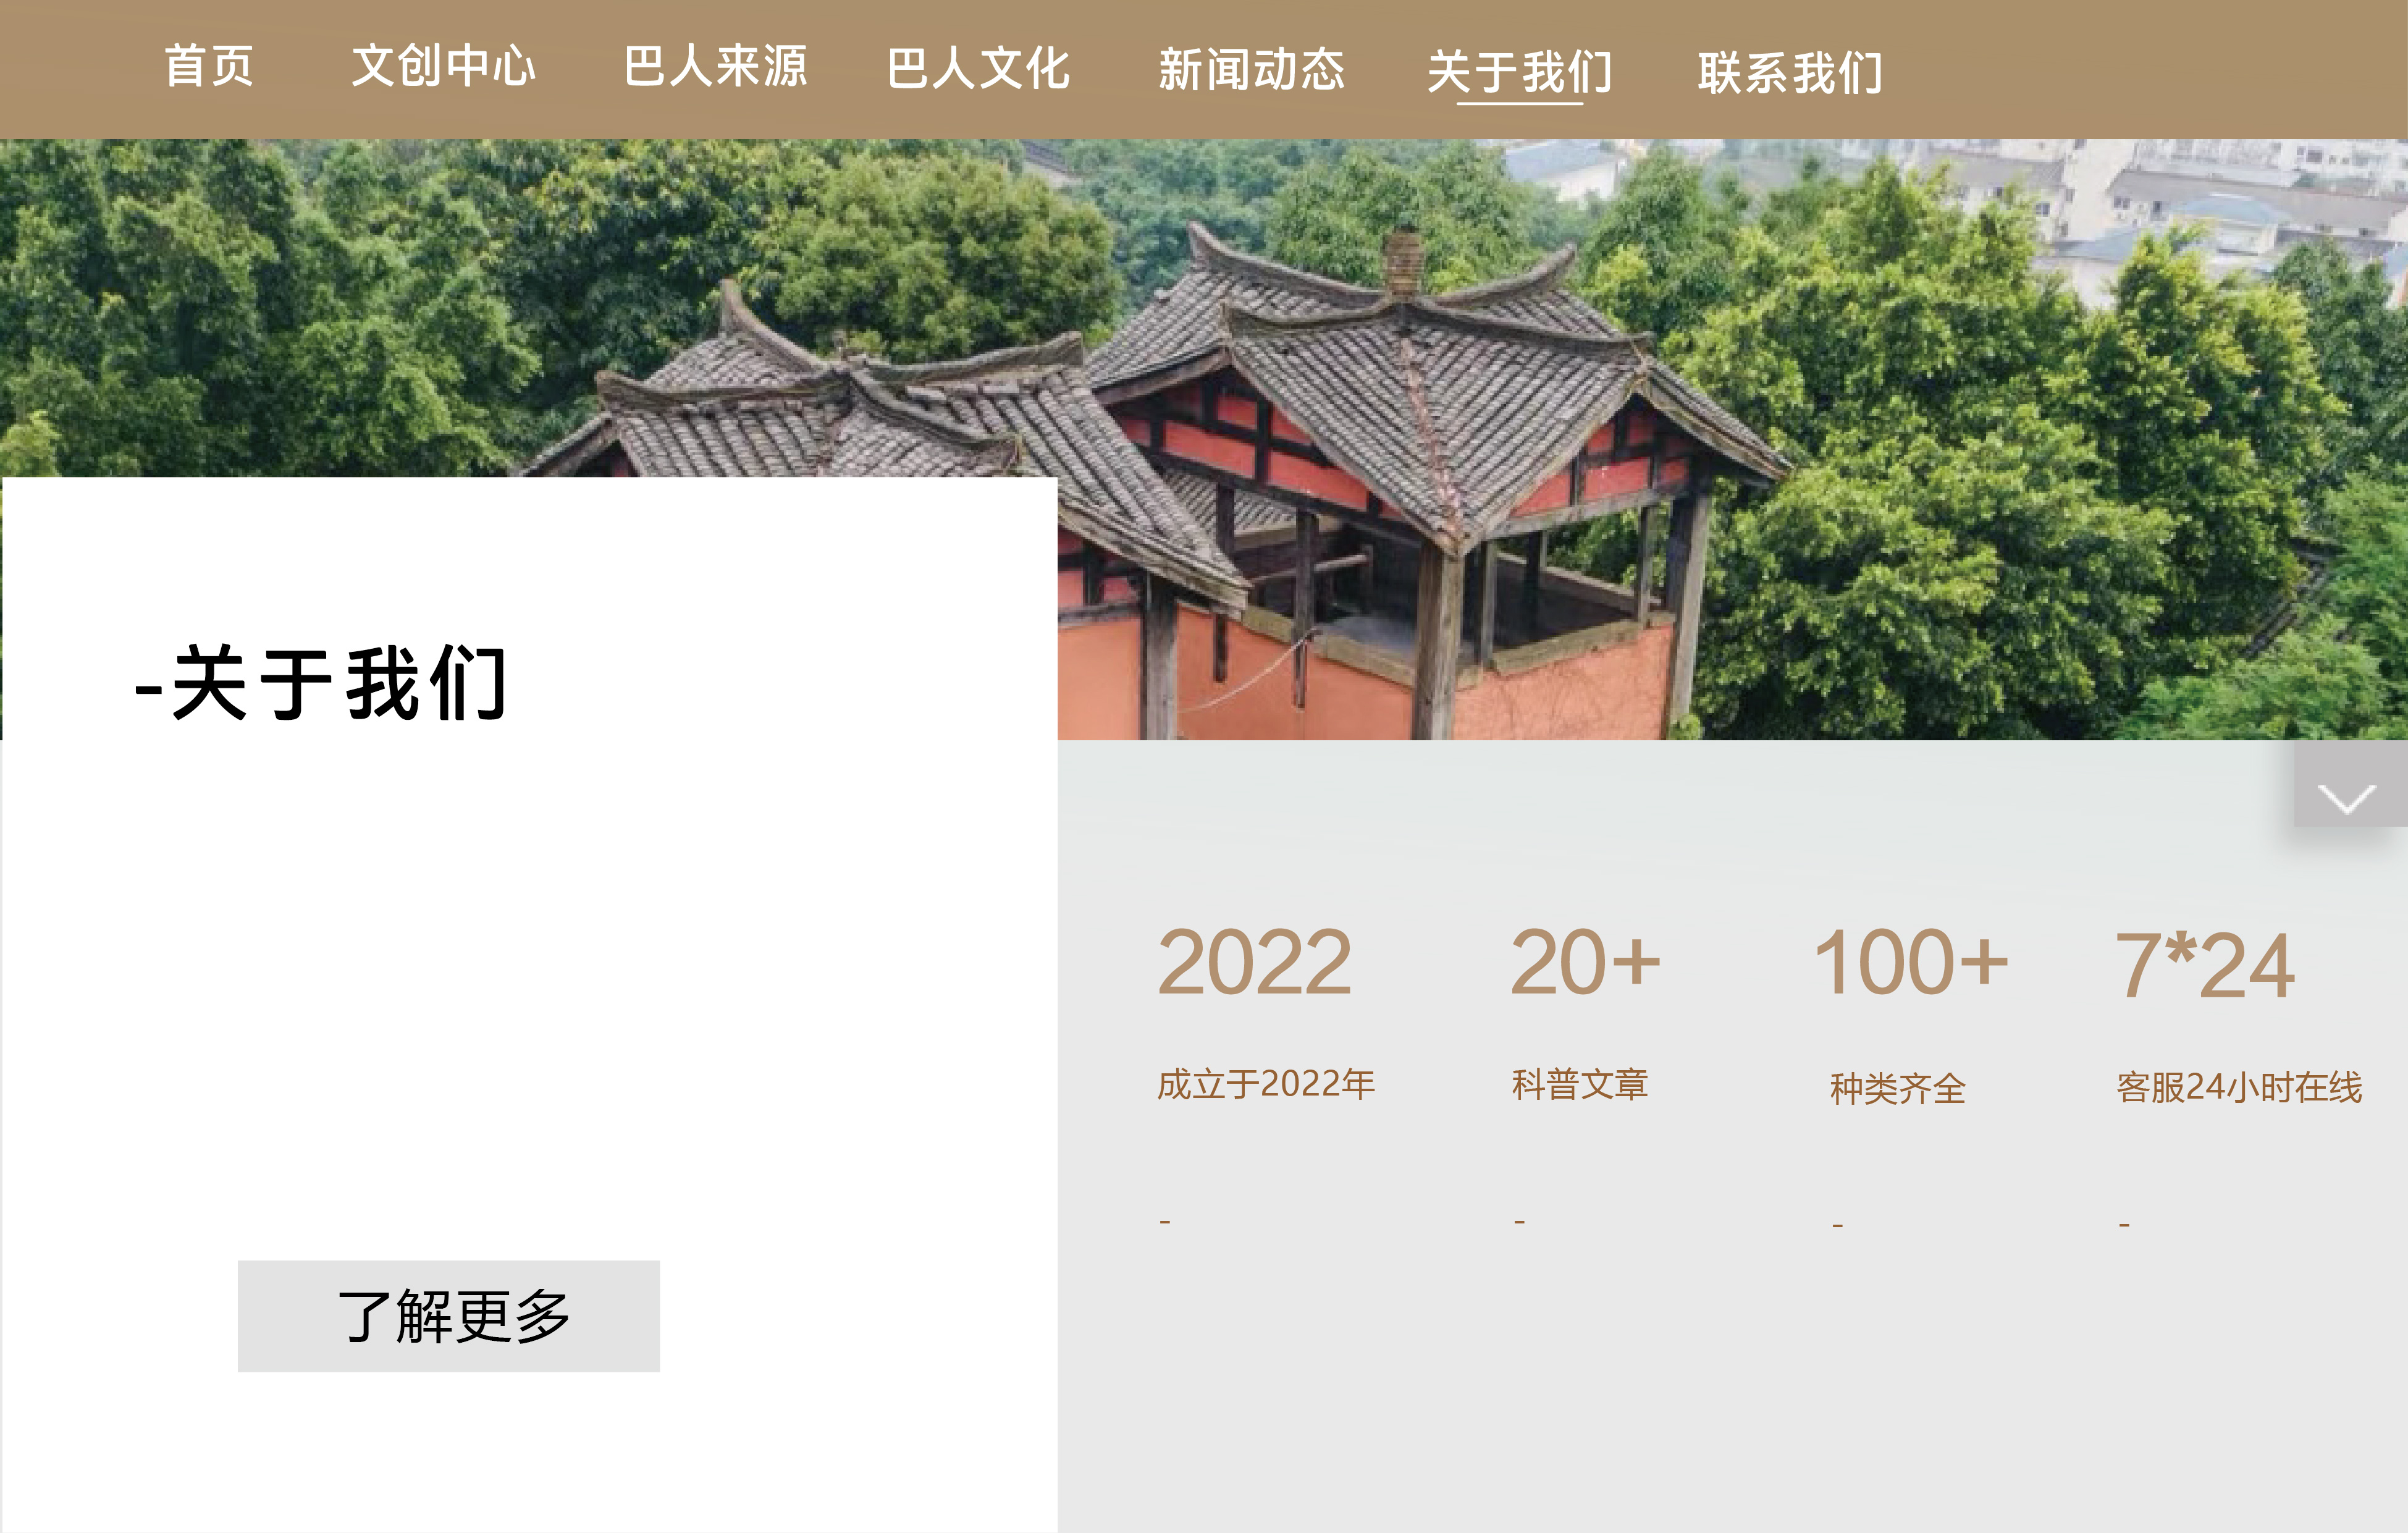 首页 文创中心 巴人来源 巴人文化 新闻动态 关于我们 联系我们
-关于我们
2022 20+ 100+ 7*24
成立于2022年 科普文章 种类齐全 客服24小时在线
- - - -
了解更多